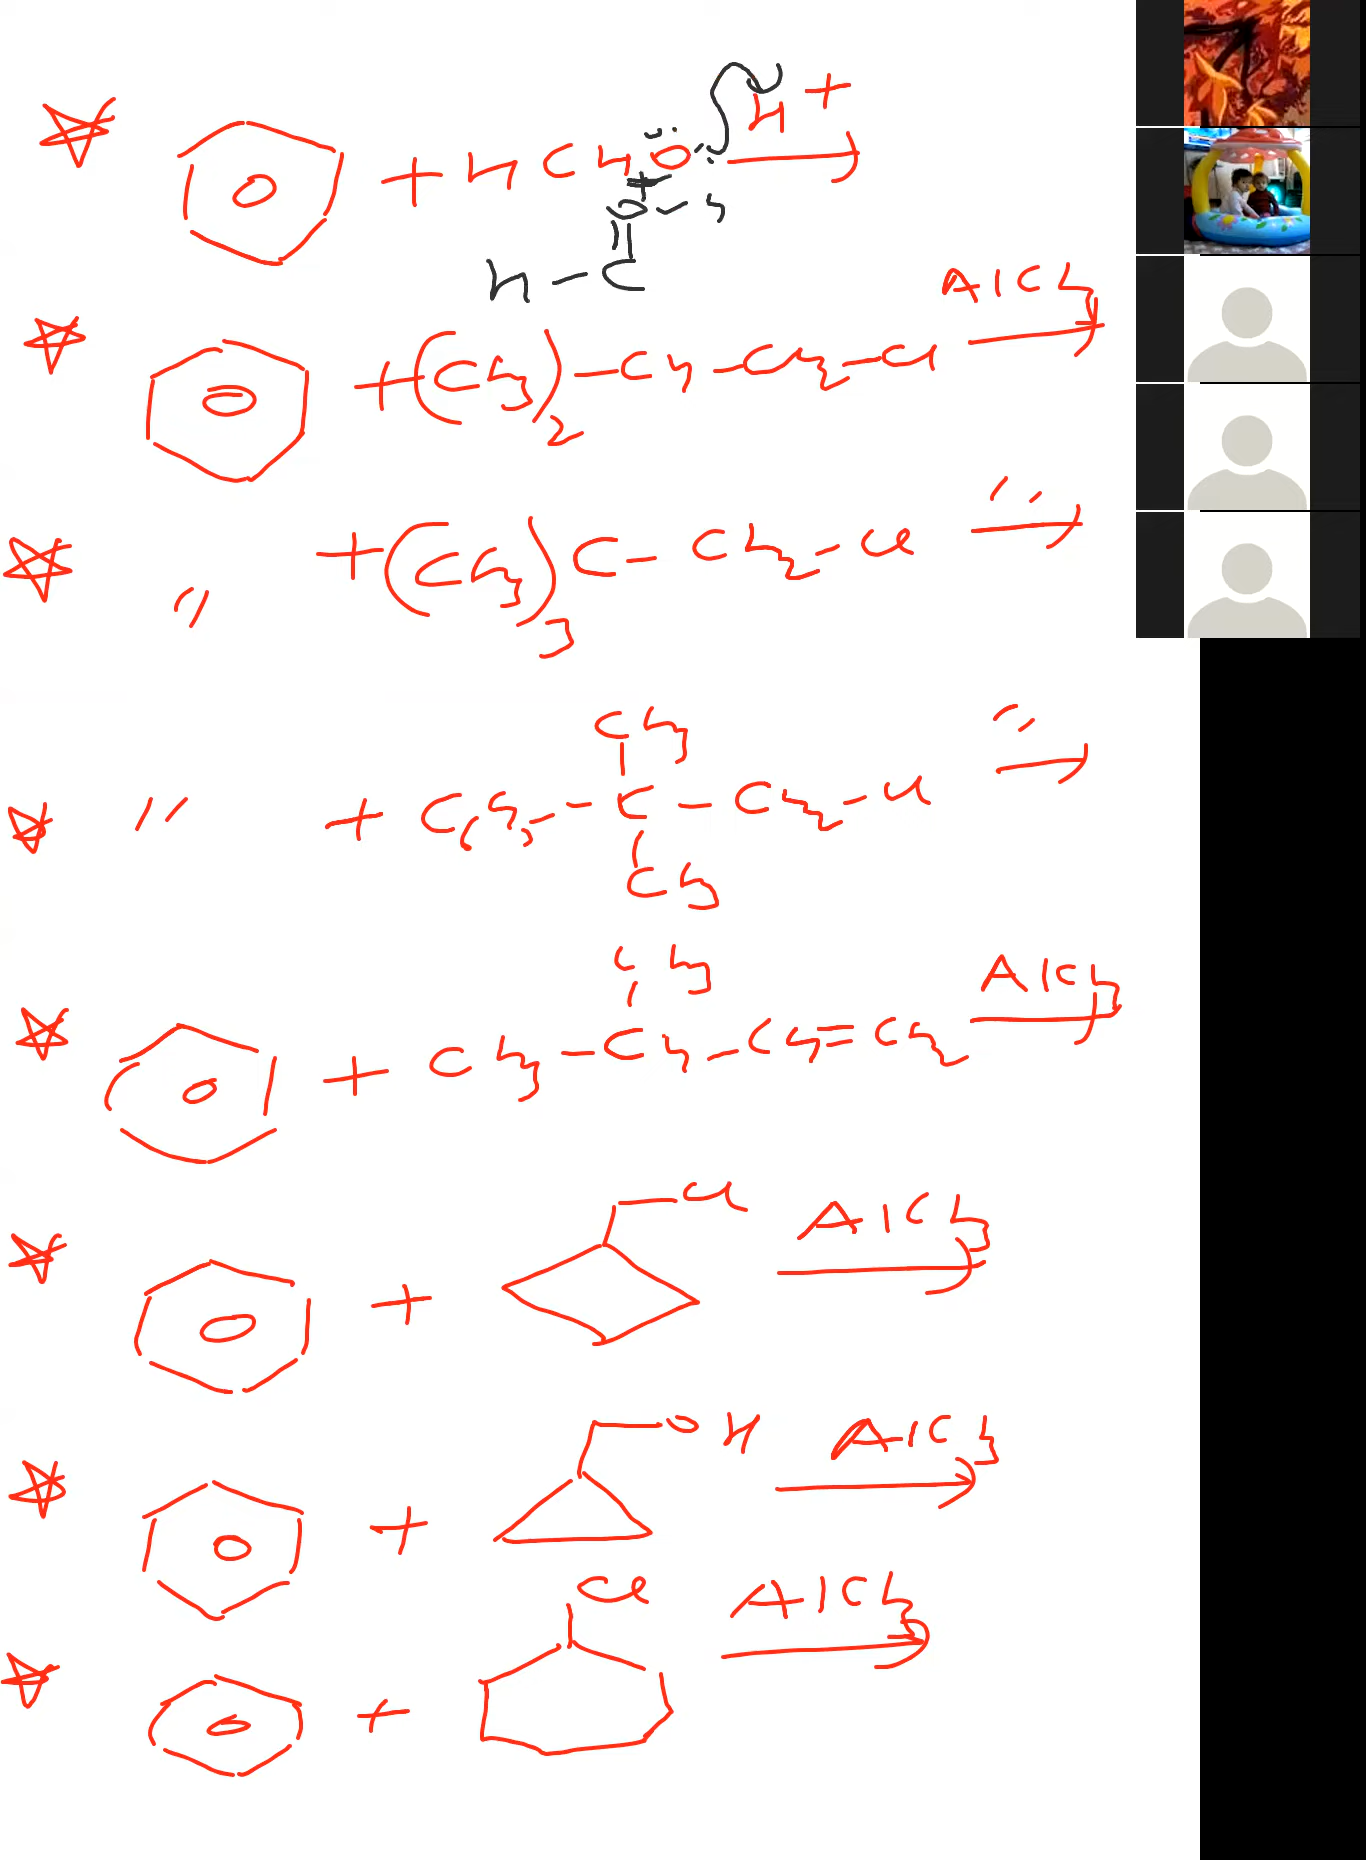 + HCHO H+ →
+
O–H
||
H–C
+ (CH3)2–CH–CH2–Cl AlCl3 →
" + (CH3)3C–CH2–Cl " →
CH3
|
" + C6H5–C–CH2–Cl " →
|
CH3
CH3
|
+ CH3–CH–CH=CH2 AlCl3 →
+ Cl AlCl3 →
+ OH AlCl3 →
+ Cl AlCl3 →